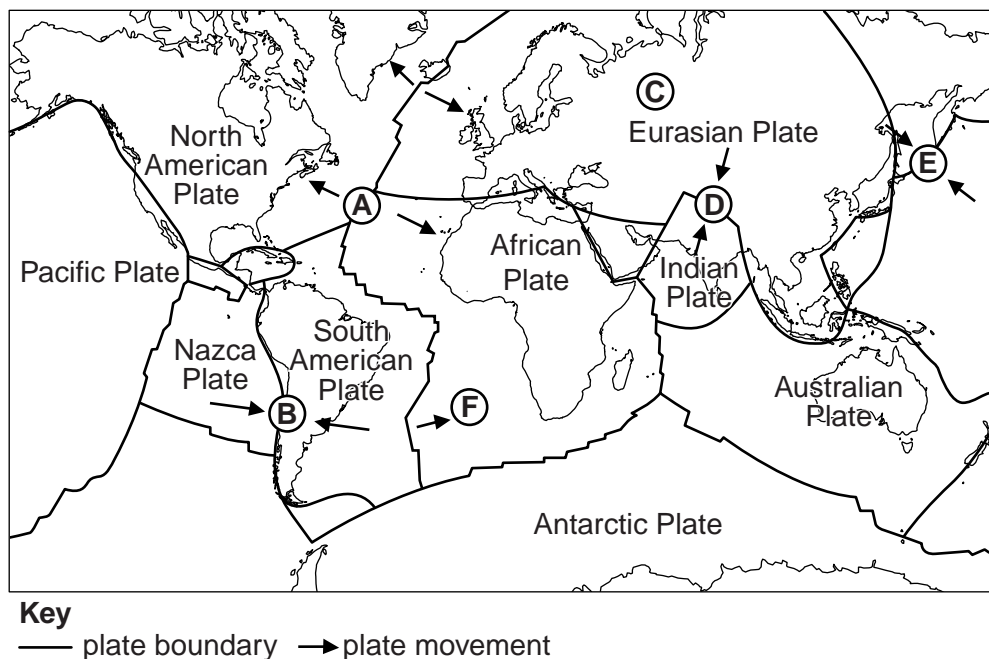 C
Eurasian Plate
North
American
Plate
E
A
D
African
Plate
Indian
Plate
Pacific Plate
South
American
Plate
Nazca
Plate
B
F
Australian
Plate
Antarctic Plate
Key
plate boundary
plate movement